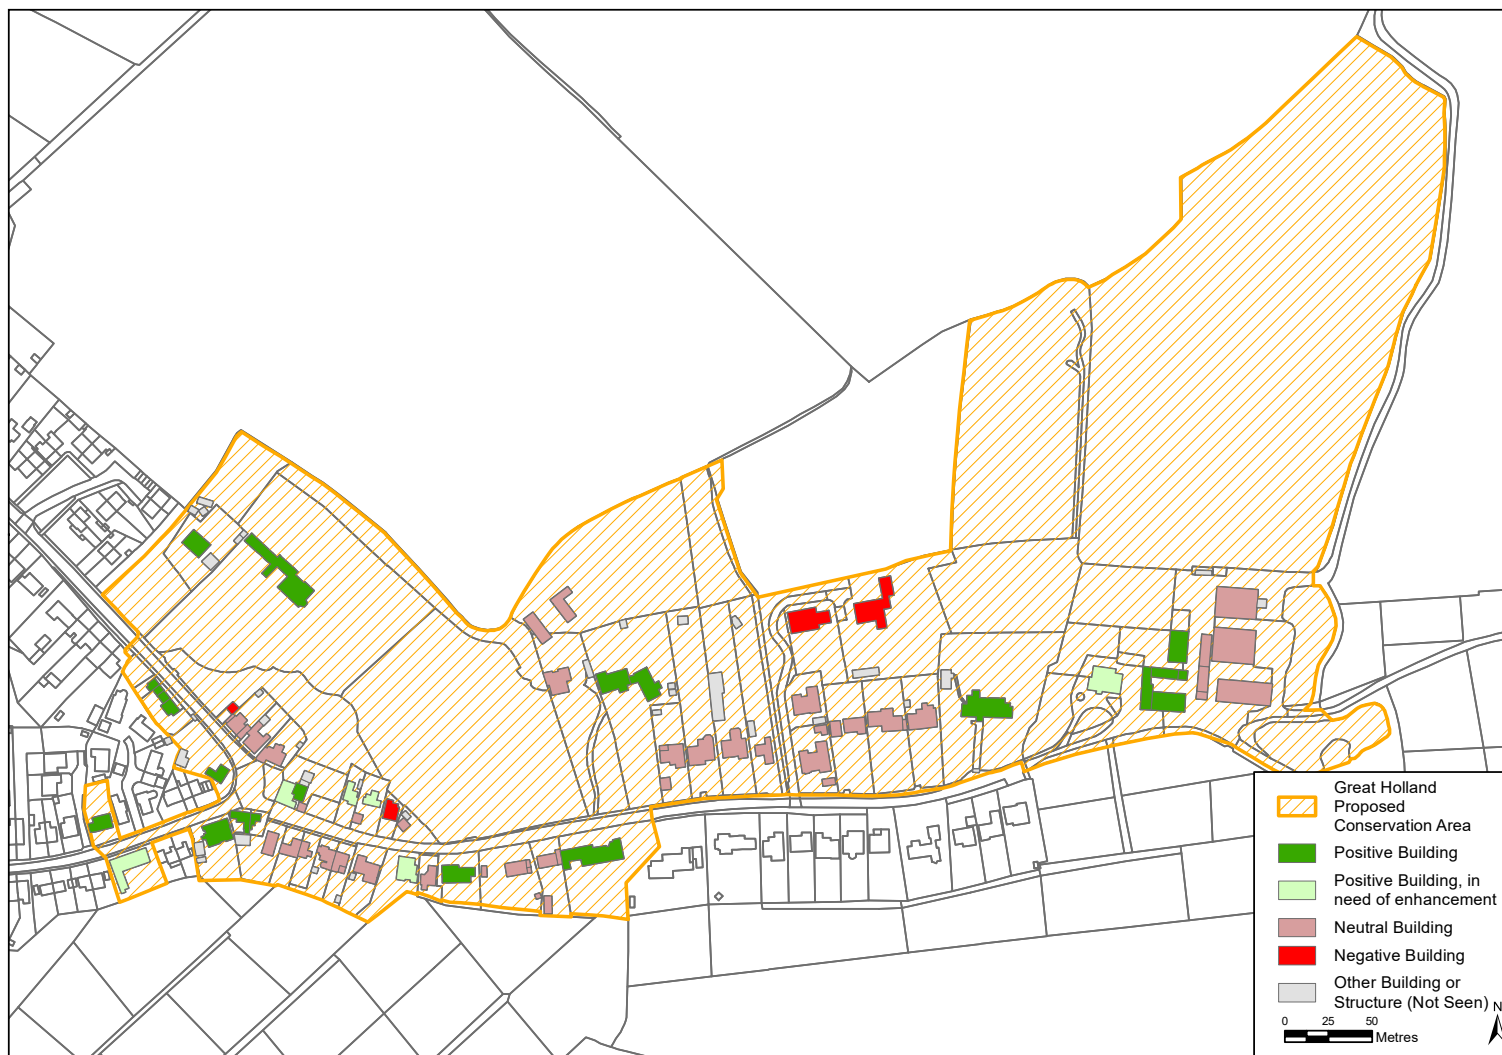 Great Holland
Proposed
Conservation Area
Positive Building
Positive Building, in
need of enhancement
Neutral Building
Negative Building
Other Building or
Structure (Not Seen)
N
0 25 50
Metres